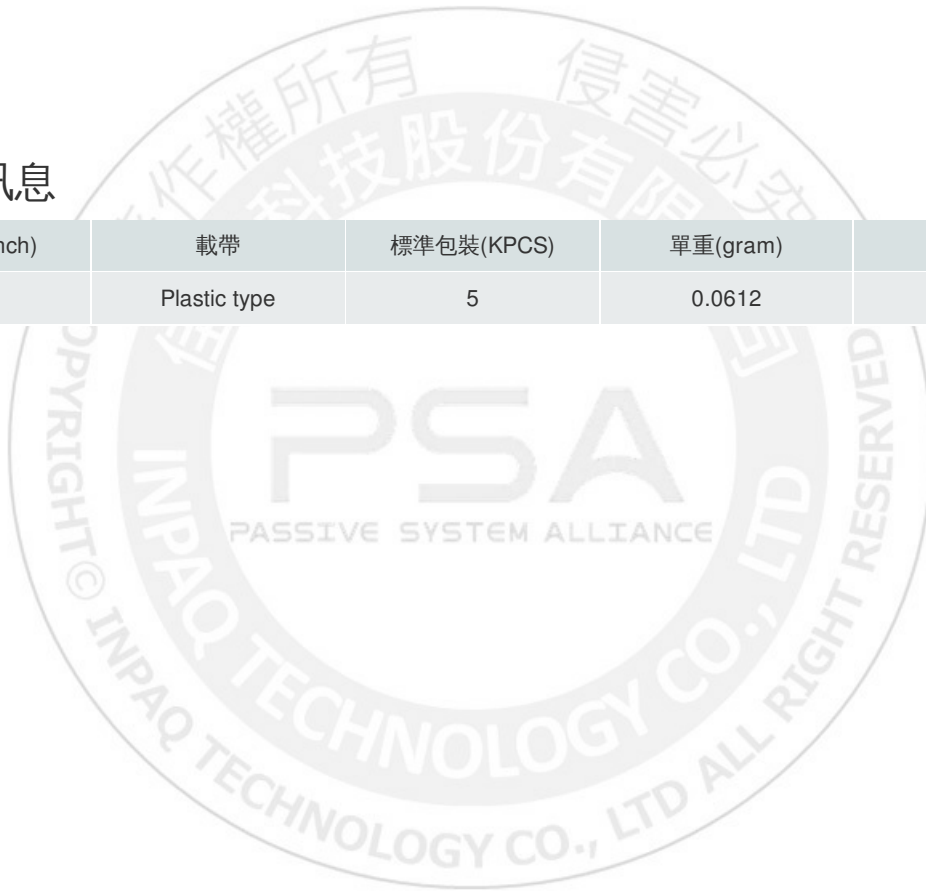 作權所有 侵害必究
科技股份有限
訊息
nch) 載帶 標準包裝(KPCS) 單重(gram)
Plastic type 5 0.0612
PSA
PASSIVE SYSTEM ALLIANCE
INPAQ TECHNOLOGY CO., LTD
OPYRIGHT© INPAQ TECHNOLOGY CO., LTD ALL RIGHT RESERVED